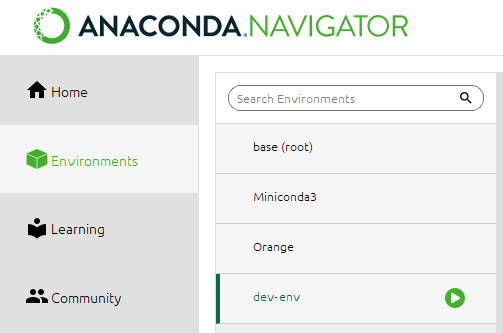 ANACONDA.NAVIGATOR
Home
Environments
Learning
Community
Search Environments
base (root)
Miniconda3
Orange
dev-env